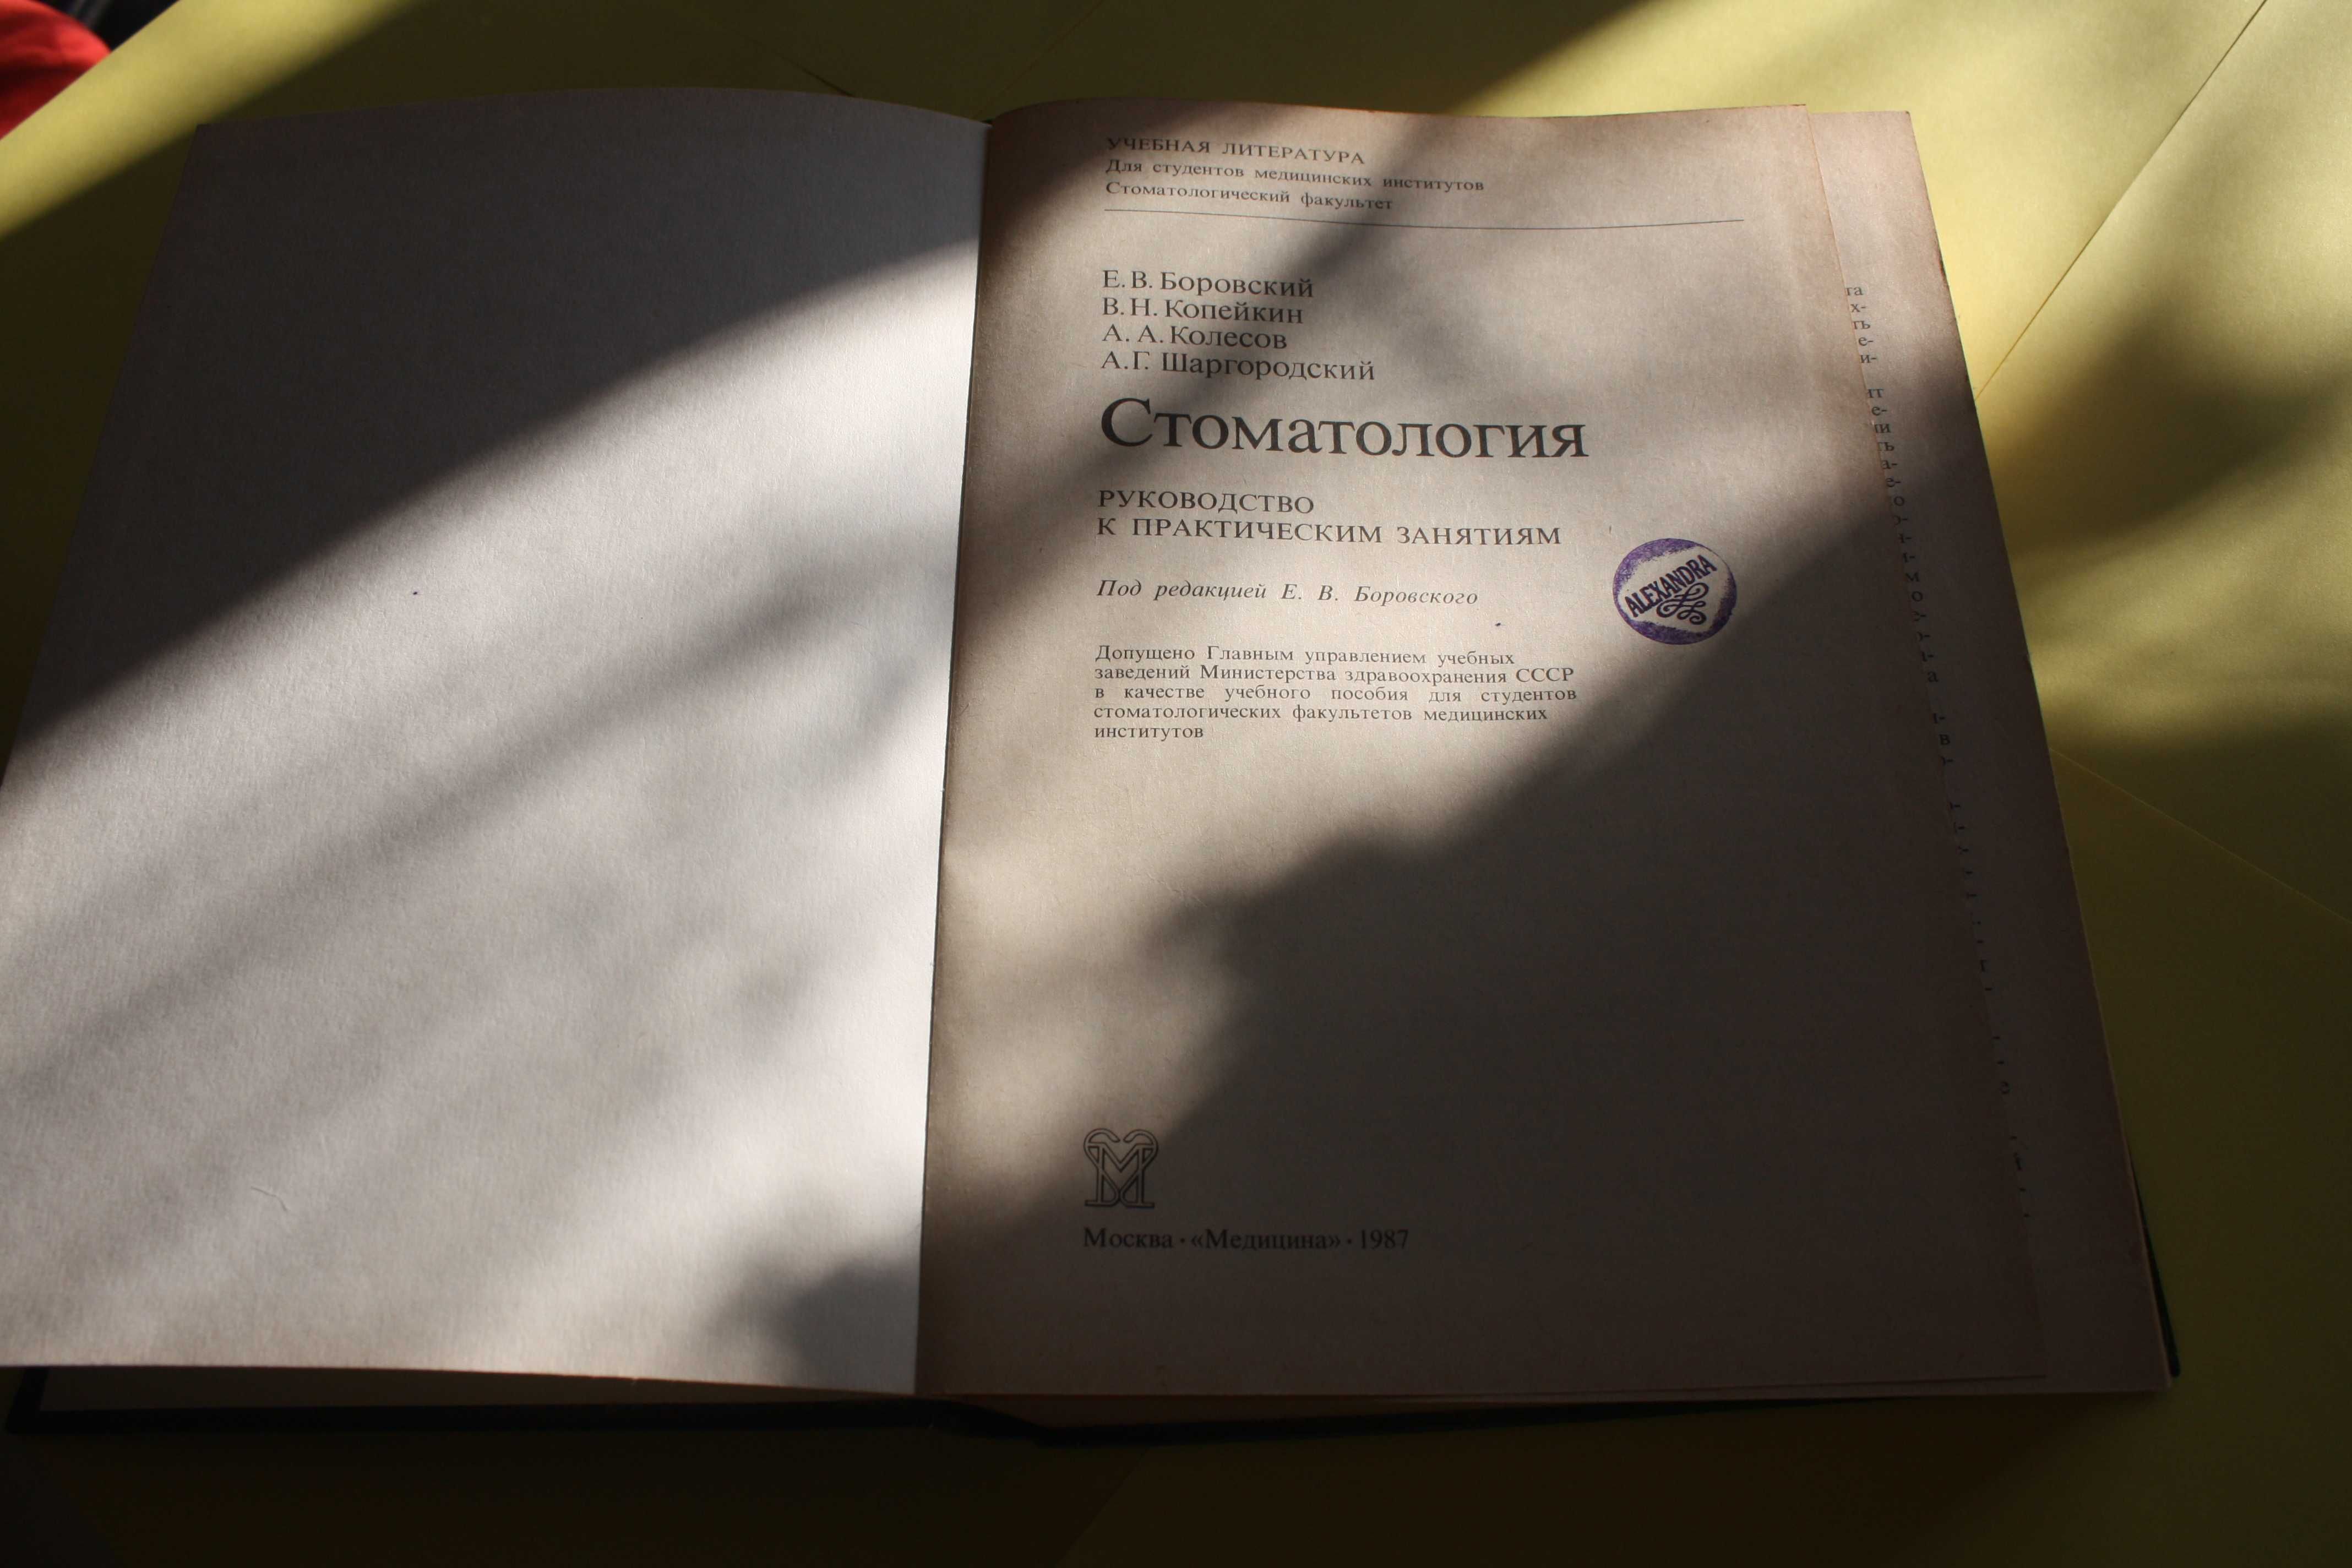 УЧЕБНАЯ ЛИТЕРАТУРА
Для студентов медицинских институтов
Стоматологический факультет
Е. В. Боровский
В. Н. Копейкин
А. А. Колесов
А. Г. Шаргородский
Стоматология
РУКОВОДСТВО
К ПРАКТИЧЕСКИМ ЗАНЯТИЯМ
Под редакцией Е. В. Боровского
ALEXANDRA
Допущено Главным управлением учебных
заведений Министерства здравоохранения СССР
в качестве учебного пособия для студентов
стоматологических факультетов медицинских
институтов
Москва · «Медицина» · 1987